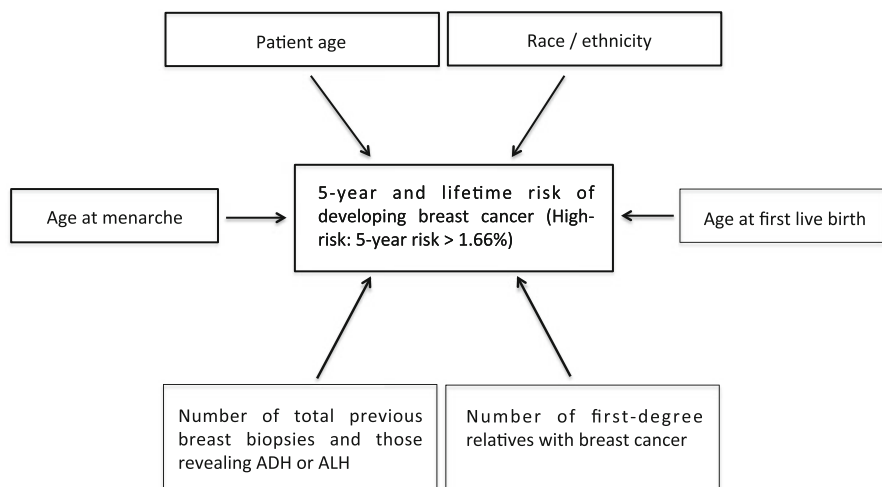 Patient age
Race / ethnicity
5-year and lifetime risk of
developing breast cancer (High-
risk: 5-year risk > 1.66%)
Age at menarche
Age at first live birth
Number of total previous
breast biopsies and those
revealing ADH or ALH
Number of first-degree
relatives with breast cancer